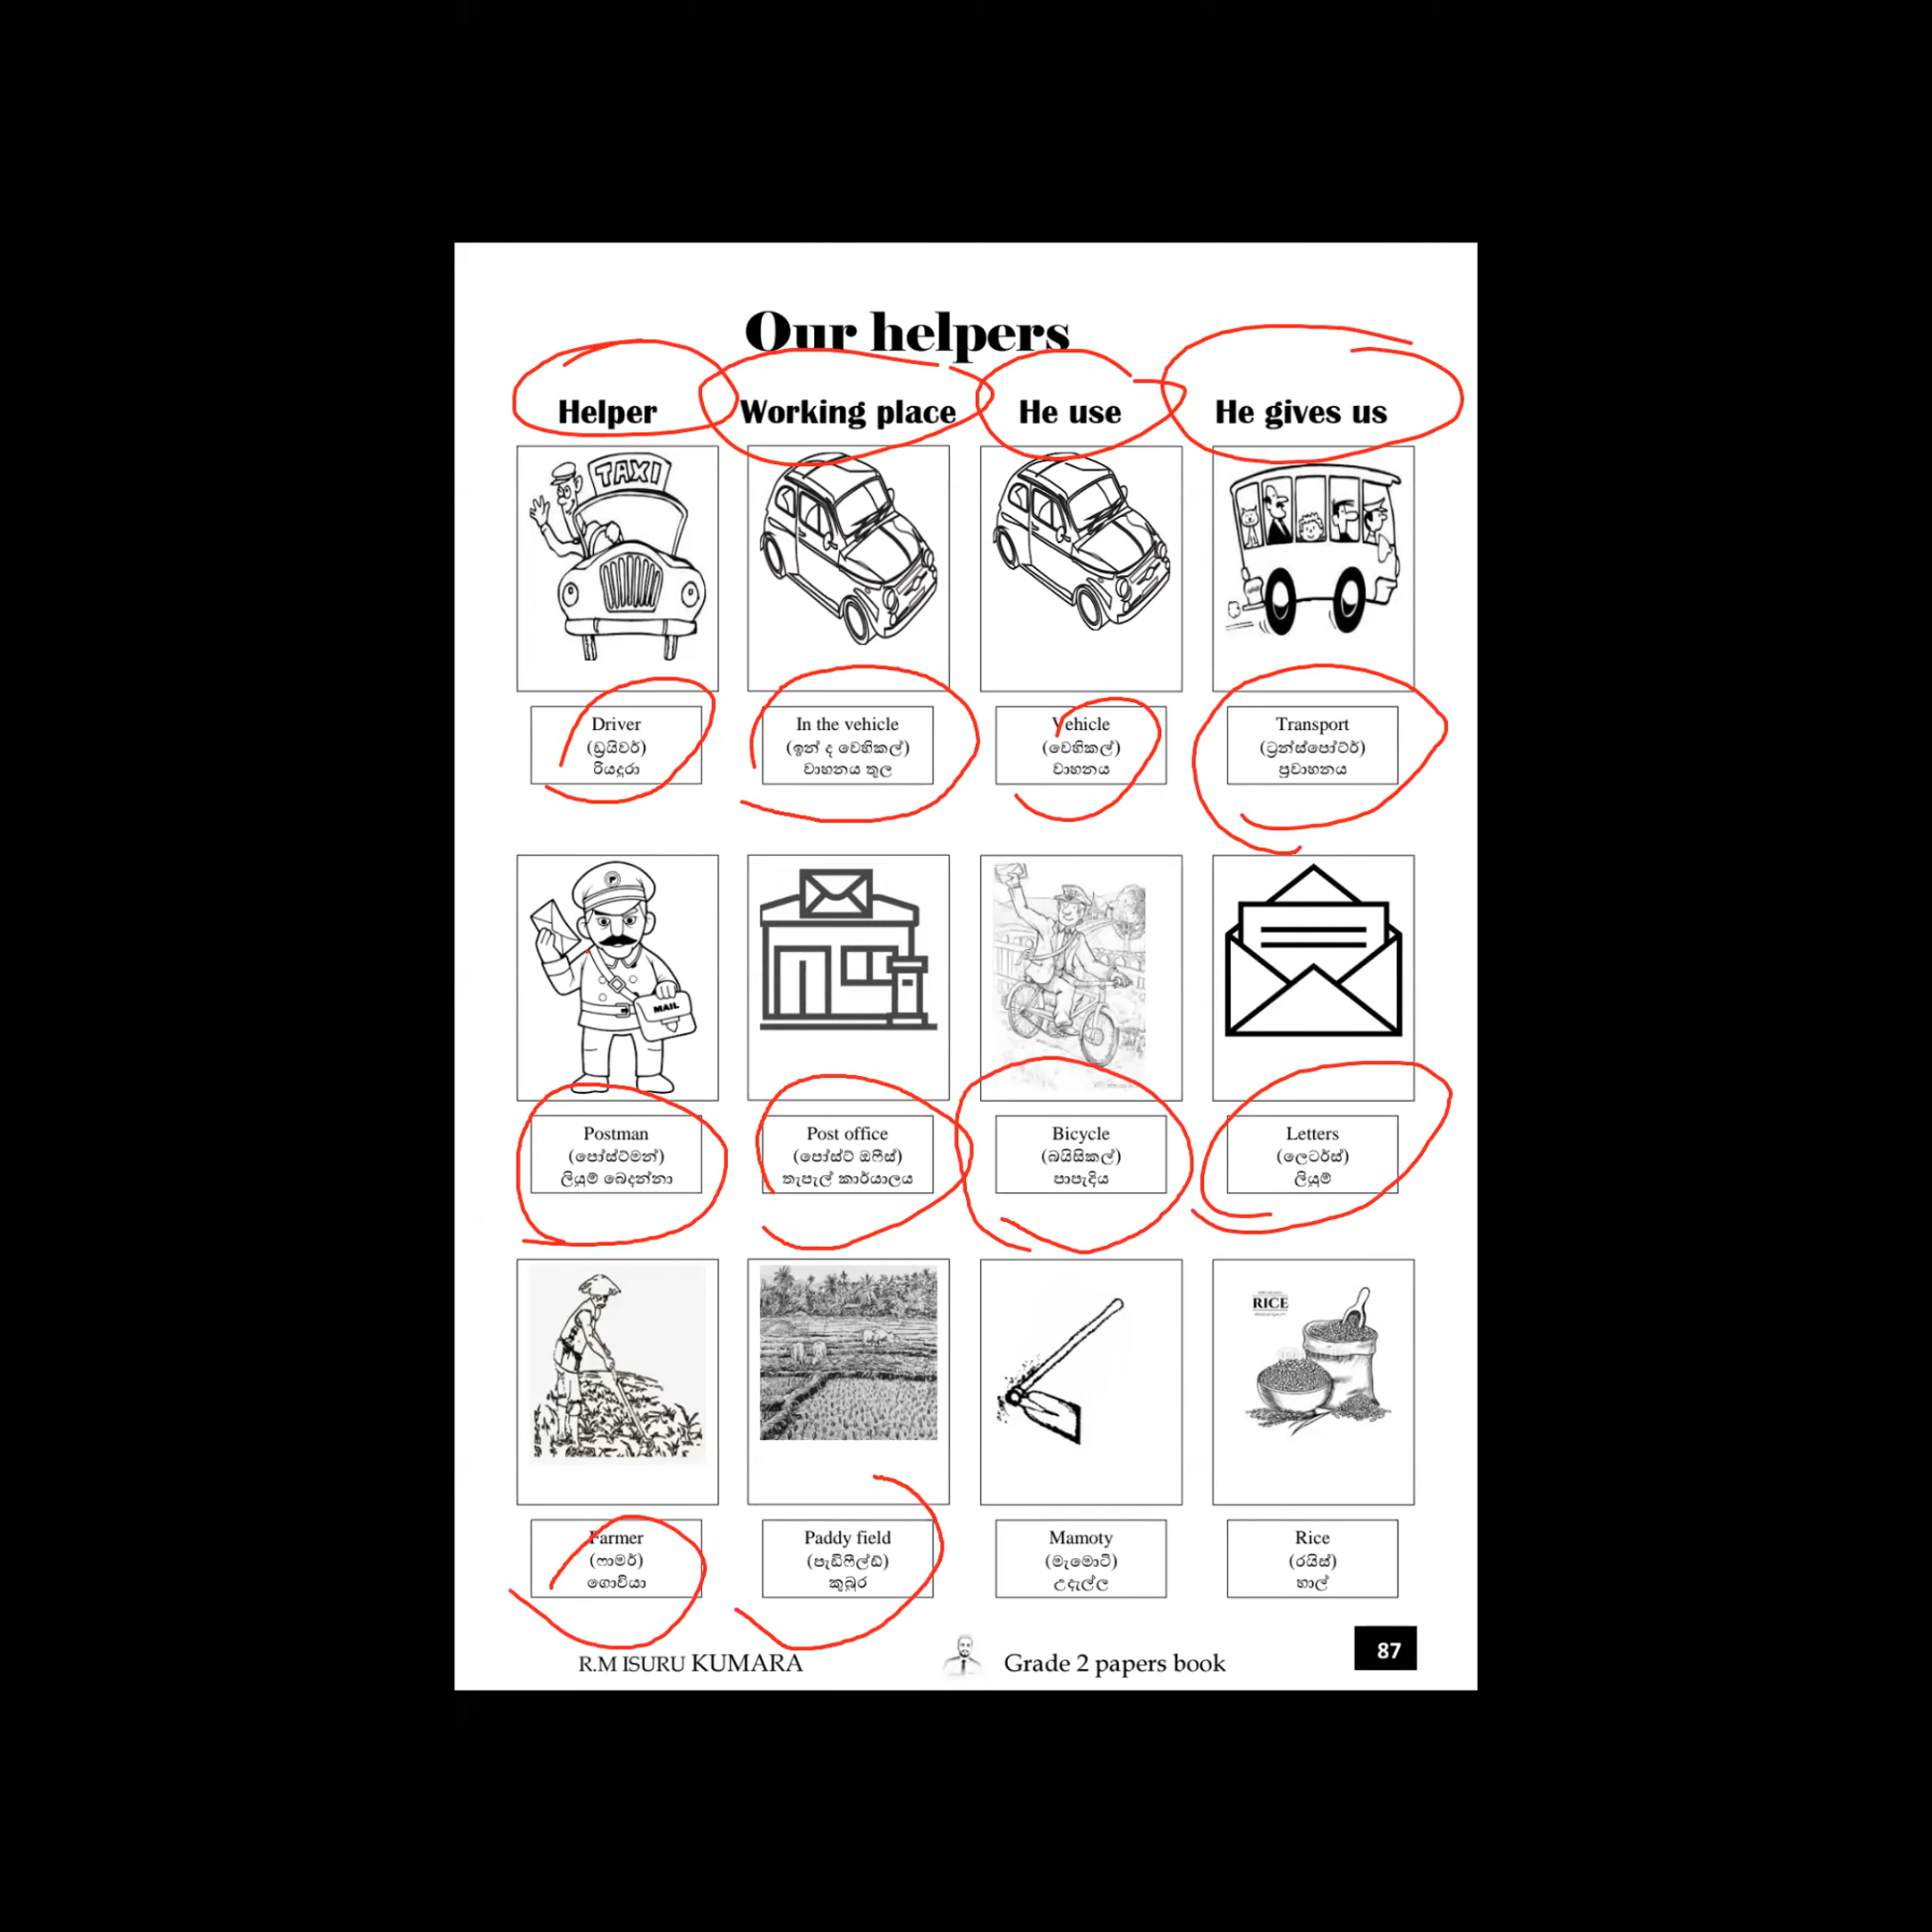 Our helpers
Helper Working place He use He gives us
TAXI
Driver
(ඩ්‍රයිවර්)
රියදුරා
In the vehicle
(ඉන් ද වෙහිකල්)
වාහනය තුල
Vehicle
(වෙහිකල්)
වාහනය
Transport
(ට්‍රන්ස්පෝට්ර්)
ප්‍රවාහනය
MAIL
Postman
(පෝස්ට්මන්)
ලියුම් බෙදන්නා
Post office
(පෝස්ට් ඔෆීස්)
තැපැල් කාර්යාලය
Bicycle
(බයිසිකල්)
පාපැදිය
Letters
(ලෙටර්ස්)
ලියුම්
RICE
Farmer
(ෆාමර්)
ගොවියා
Paddy field
(පැඩිෆීල්ඩ්)
කුඹුර
Mamoty
(මැමොටි)
උදැල්ල
Rice
(රයිස්)
හාල්
R.M ISURU KUMARA Grade 2 papers book 87